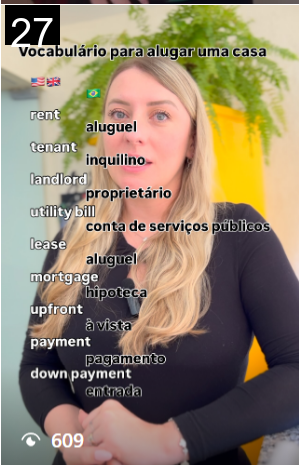 27
Vocabulário para alugar uma casa
rent
aluguel
tenant
inquilino
landlord
proprietário
utility bill
conta de serviços públicos
lease
aluguel
mortgage
hipoteca
upfront
à vista
payment
pagamento
down payment
entrada
609